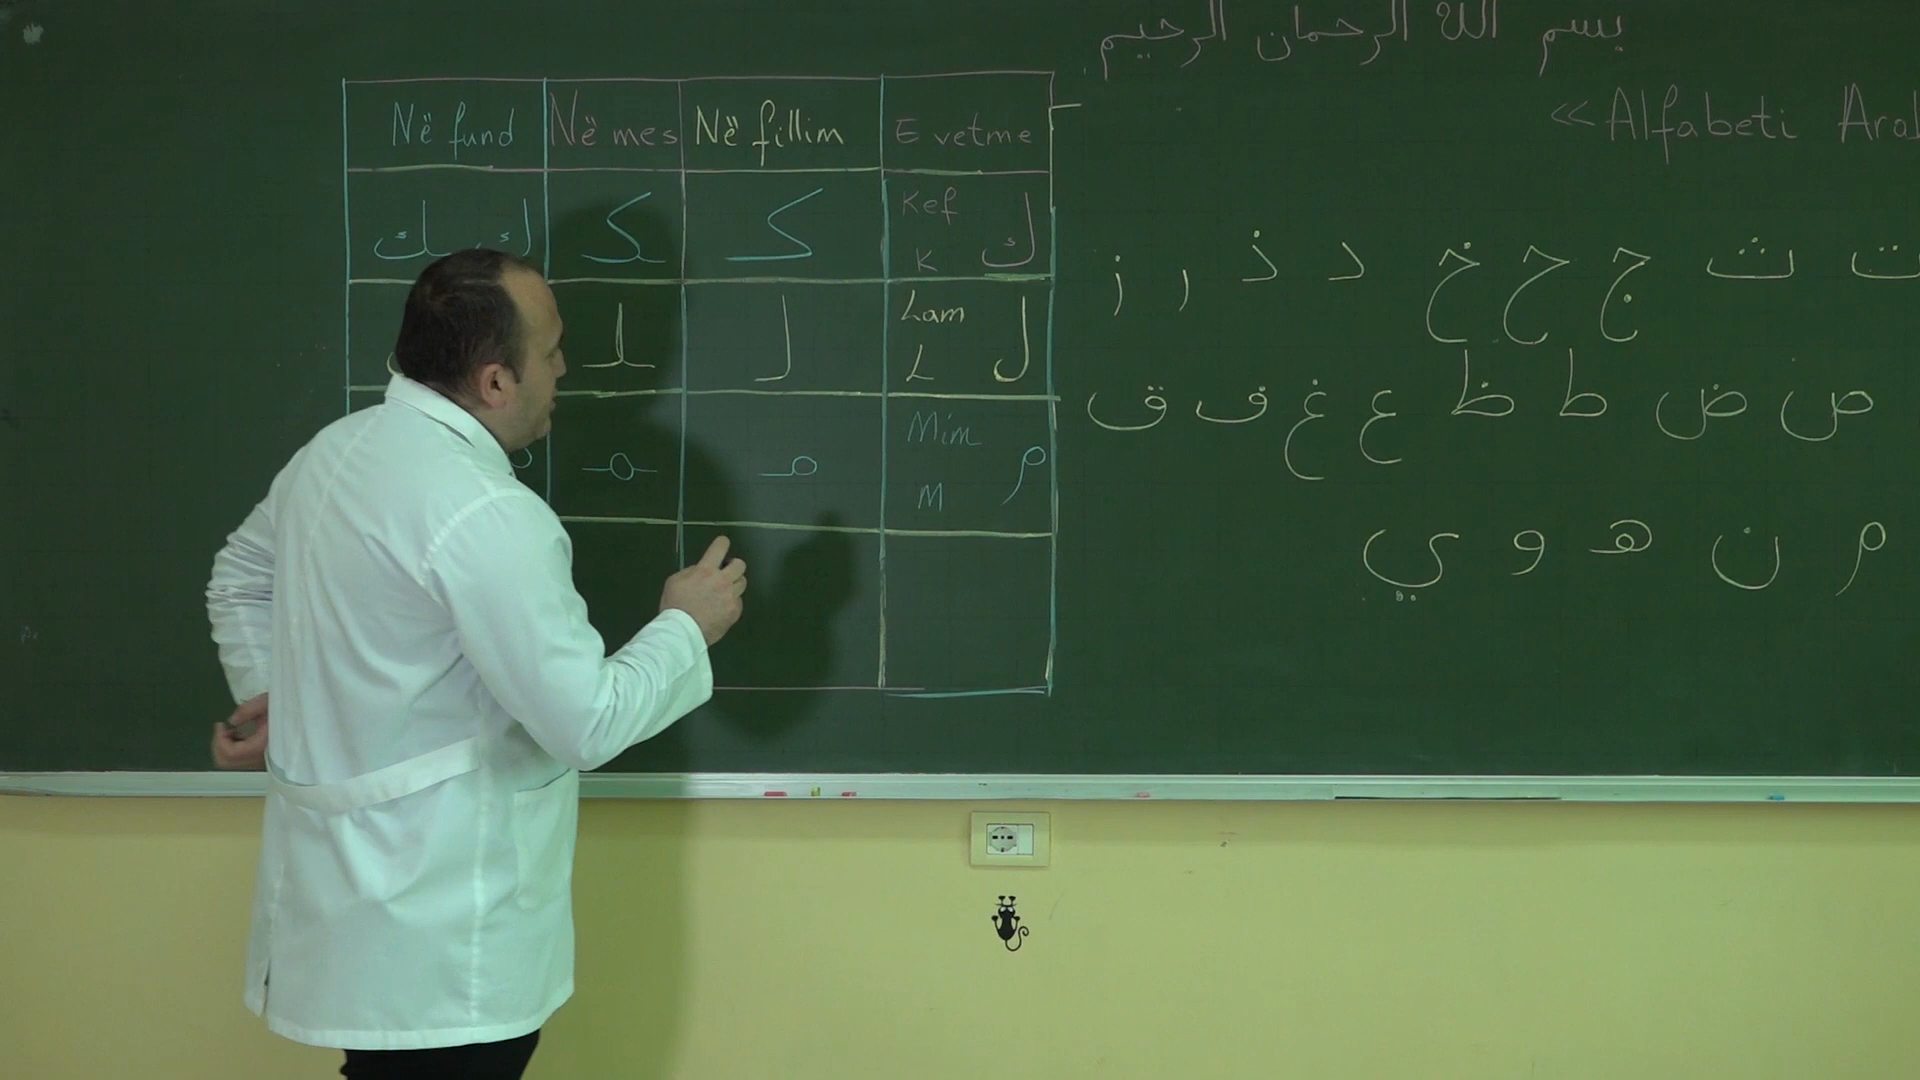 بسم الله الرحمان الرحيم
«Alfabeti Arab
ت ث ج ح خ د ذ ر ز
ص ض ط ظ ع غ ف ق
م ن ه و ي
Në fund Në mes Në fillim E vetme
ك ـك ـكـ كـ Kef ك
K
ـلـ لـ Lam ل
L
ـمـ مـ Mim م
M